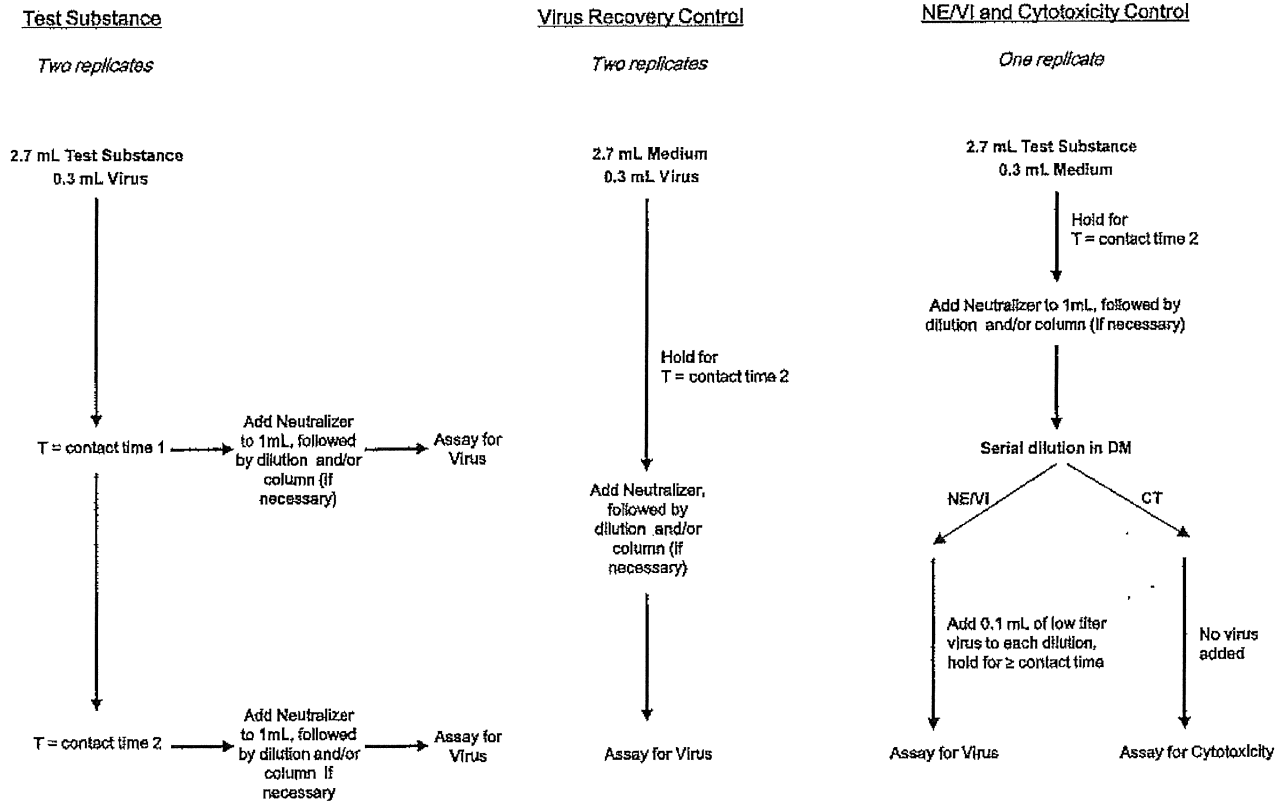 Test Substance
Two replicates
2.7 mL Test Substance
0.3 mL Virus
T = contact time 1
Add Neutralizer
to 1mL, followed
by dilution and/or
column (if
necessary)
Assay for
Virus
T = contact time 2
Add Neutralizer
to 1mL, followed
by dilution and/or
column if
necessary
Assay for
Virus
Virus Recovery Control
Two replicates
2.7 mL Medium
0.3 mL Virus
Hold for
T = contact time 2
Add Neutralizer,
followed by
dilution and/or
column (if
necessary)
Assay for Virus
NE/VI and Cytotoxicity Control
One replicate
2.7 mL Test Substance
0.3 mL Medium
Hold for
T = contact time 2
Add Neutralizer to 1mL, followed by
dilution and/or column (if necessary)
Serial dilution in DM
NE/VI
CT
Add 0.1 mL of low titer
virus to each dilution,
hold for ≥ contact time
No virus
added
Assay for Virus
Assay for Cytotoxicity